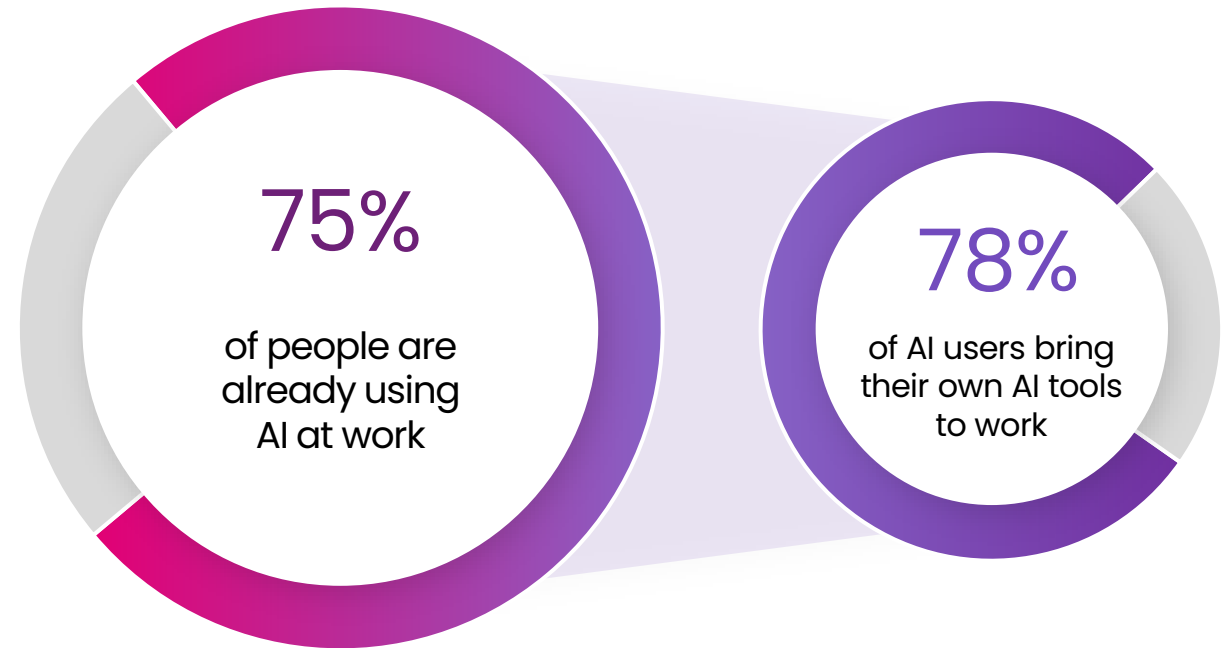 75%
of people are
already using
AI at work
78%
of AI users bring
their own AI tools
to work